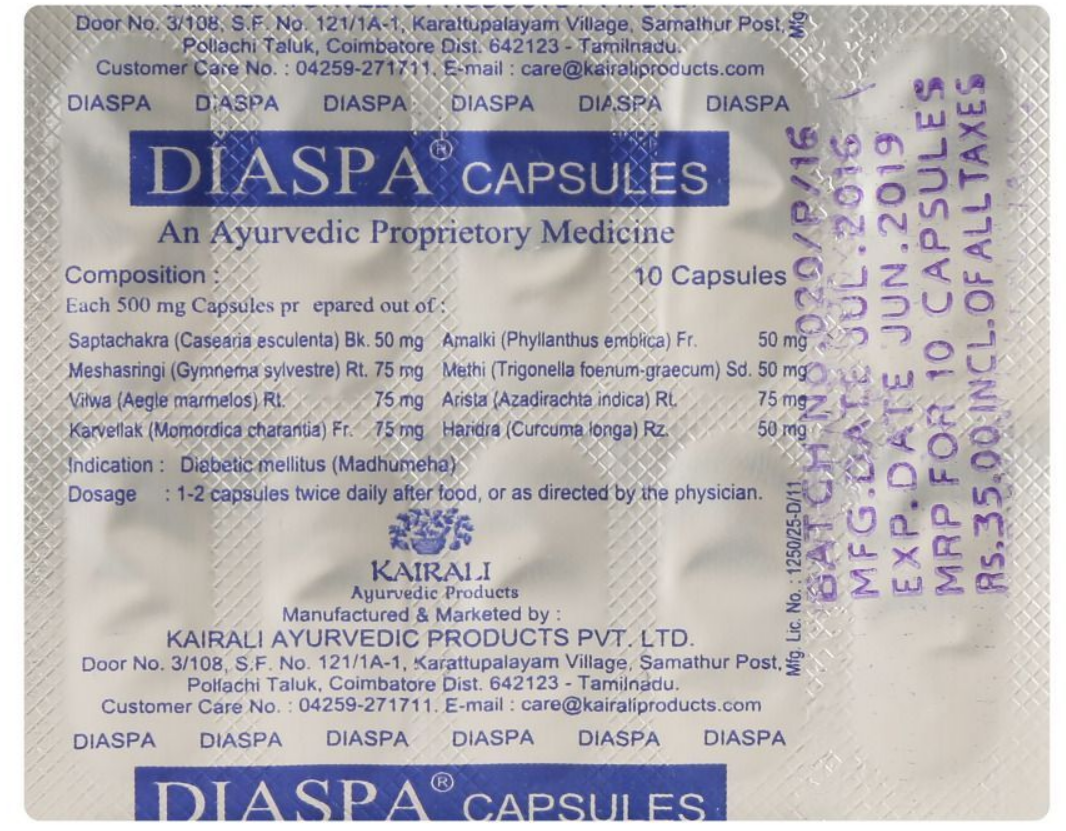 Door No. 3/108, S.F. No. 121/1A-1, Karattupalayam Village, Samathur Post,
Pollachi Taluk, Coimbatore Dist. 642123 - Tamilnadu.
Customer Care No. : 04259-271711. E-mail : care@kairaliproducts.com
DIASPA DIASPA DIASPA DIASPA DIASPA DIASPA
DIASPA® CAPSULES
An Ayurvedic Proprietory Medicine
Composition : 10 Capsules
Each 500 mg Capsules pr epared out of :
Saptachakra (Casearia esculenta) Bk. 50 mg Amalki (Phyllanthus emblica) Fr. 50 mg
Meshasringi (Gymnema sylvestre) Rt. 75 mg Methi (Trigonella foenum-graecum) Sd. 50 mg
Vilwa (Aegle marmelos) Rt. 75 mg Arista (Azadirachta indica) Rt. 75 mg
Karvellak (Momordica charantia) Fr. 75 mg Haridra (Curcuma longa) Rz. 50 mg
Indication : Diabetic mellitus (Madhumeha)
Dosage : 1-2 capsules twice daily after food, or as directed by the physician.
KAIRALI
Ayurvedic Products
Manufactured & Marketed by :
KAIRALI AYURVEDIC PRODUCTS PVT. LTD.
Door No. 3/108, S.F. No. 121/1A-1, Karattupalayam Village, Samathur Post,
Pollachi Taluk, Coimbatore Dist. 642123 - Tamilnadu.
Customer Care No. : 04259-271711. E-mail : care@kairaliproducts.com
DIASPA DIASPA DIASPA DIASPA DIASPA DIASPA
DIASPA® CAPSULES
Mfg
Mfg. Lic. No. : 1250/25-D/11
BATCH NO.:020/P/16
MFG.DATE JUL.2016
EXP.DATE JUN.2019
MRP FOR 10 CAPSULES
RS.35.00 INCL.OF ALL TAXES